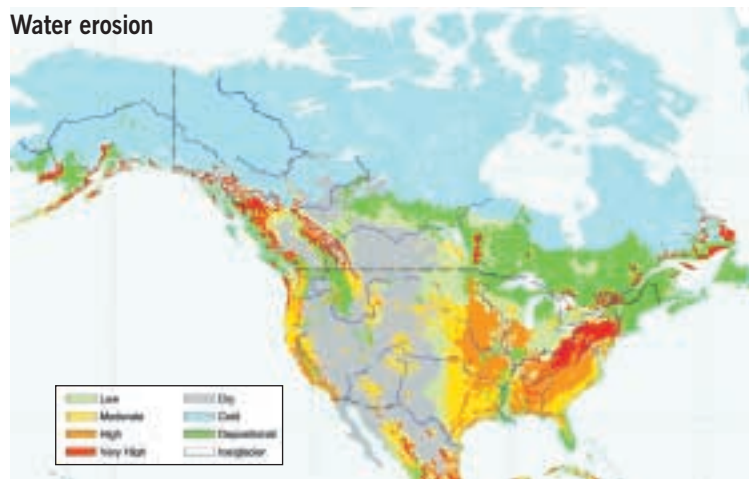 Water erosion
Low
Moderate
High
Very High
Dry
Cold
Depositional
Ice/glacier